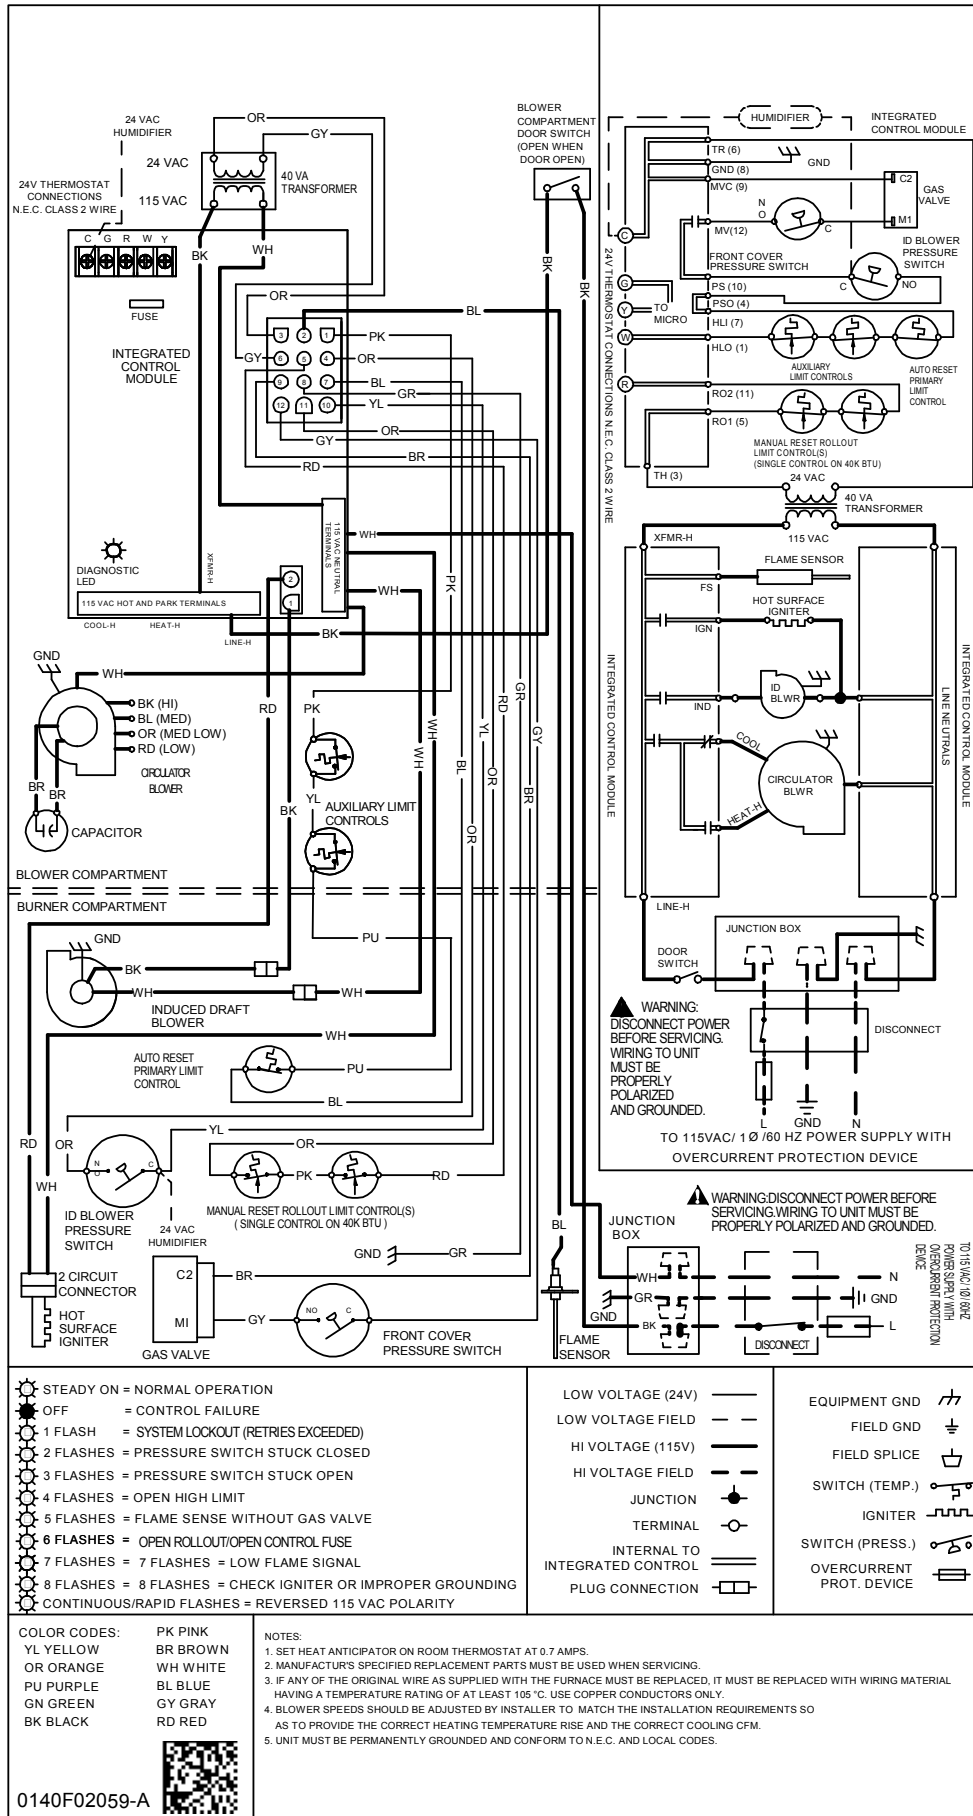 24 VAC
HUMIDIFIER
24 VAC
115 VAC
OR
GY
40 VA
TRANSFORMER
24V THERMOSTAT
CONNECTIONS
N.E.C. CLASS 2 WIRE
C G R W Y
BK
WH
FUSE
INTEGRATED
CONTROL
MODULE
OR
GY
3 2 1
6 5 4
9 8 7
12 11 10
BL
PK
OR
BL
GR
YL
OR
GY
BR
RD
BLOWER
COMPARTMENT
DOOR SWITCH
(OPEN WHEN
DOOR OPEN)
BK
BK
DIAGNOSTIC
LED
XFMR-H
115 VAC HOT AND PARK TERMINALS
COOL-H HEAT-H
LINE-H
2
1
115 VAC NEUTRAL
TERMINALS
WH
WH
BK
PK
GND
WH
BK (HI)
BL (MED)
OR (MED LOW)
RD (LOW)
CIRCULATOR
BLOWER
BR
BR
CAPACITOR
RD
BK
PK
YL
AUXILIARY LIMIT
CONTROLS
WH
WH
BL
OR
YL
OR
RD
GR
BR
GY
BLOWER COMPARTMENT
BURNER COMPARTMENT
GND
BK
WH
WH
INDUCED DRAFT
BLOWER
PU
WH
AUTO RESET
PRIMARY LIMIT
CONTROL
PU
BL
YL
RD
OR
WH
N
O
C
ID BLOWER
PRESSURE
SWITCH
24 VAC
HUMIDIFIER
OR
PK
RD
MANUAL RESET ROLLOUT LIMIT CONTROL(S)
( SINGLE CONTROL ON 40K BTU )
GND
GR
2 CIRCUIT
CONNECTOR
HOT
SURFACE
IGNITER
C2
MI
GAS VALVE
BR
GY
NO C
FRONT COVER
PRESSURE SWITCH
BL
FLAME
SENSOR
HUMIDIFIER
INTEGRATED
CONTROL MODULE
TR (6)
GND
GND (8)
MVC (9)
C2
GAS
VALVE
M1
N
O
C
MV(12)
C
FRONT COVER
PRESSURE SWITCH
ID BLOWER
PRESSURE
SWITCH
C
NO
24V THERMOSTAT CONNECTIONS N.E.C. CLASS 2 WIRE
G
Y
W
R
TO
MICRO
PS (10)
PSO (4)
HLI (7)
HLO (1)
AUXILIARY
LIMIT CONTROLS
AUTO RESET
PRIMARY
LIMIT
CONTROL
RO2 (11)
RO1 (5)
MANUAL RESET ROLLOUT
LIMIT CONTROL(S)
(SINGLE CONTROL ON 40K BTU)
TH (3)
24 VAC
40 VA
TRANSFORMER
115 VAC
XFMR-H
FLAME SENSOR
FS
HOT SURFACE
IGNITER
IGN
ID
BLWR
IND
COOL
CIRCULATOR
BLWR
HEAT-H
INTEGRATED CONTROL MODULE
LINE NEUTRALS
INTEGRATED CONTROL MODULE
LINE-H
JUNCTION BOX
DOOR
SWITCH
WARNING:
DISCONNECT POWER
BEFORE SERVICING.
WIRING TO UNIT
MUST BE
PROPERLY
POLARIZED
AND GROUNDED.
DISCONNECT
L GND N
TO 115VAC/ 1 Ø /60 HZ POWER SUPPLY WITH
OVERCURRENT PROTECTION DEVICE
WARNING:DISCONNECT POWER BEFORE
SERVICING.WIRING TO UNIT MUST BE
PROPERLY POLARIZED AND GROUNDED.
JUNCTION
BOX
WH
GR
GND
BK
N
GND
L
DISCONNECT
TO 115 VAC/ 1Ø/ 60HZ
POWER SUPPLY WITH
OVERCURRENT PROTECTION
DEVICE
STEADY ON = NORMAL OPERATION
OFF = CONTROL FAILURE
1 FLASH = SYSTEM LOCKOUT (RETRIES EXCEEDED)
2 FLASHES = PRESSURE SWITCH STUCK CLOSED
3 FLASHES = PRESSURE SWITCH STUCK OPEN
4 FLASHES = OPEN HIGH LIMIT
5 FLASHES = FLAME SENSE WITHOUT GAS VALVE
6 FLASHES = OPEN ROLLOUT/OPEN CONTROL FUSE
7 FLASHES = 7 FLASHES = LOW FLAME SIGNAL
8 FLASHES = 8 FLASHES = CHECK IGNITER OR IMPROPER GROUNDING
CONTINUOUS/RAPID FLASHES = REVERSED 115 VAC POLARITY
LOW VOLTAGE (24V)
LOW VOLTAGE FIELD
HI VOLTAGE (115V)
HI VOLTAGE FIELD
JUNCTION
TERMINAL
INTERNAL TO
INTEGRATED CONTROL
PLUG CONNECTION
EQUIPMENT GND
FIELD GND
FIELD SPLICE
SWITCH (TEMP.)
IGNITER
SWITCH (PRESS.)
OVERCURRENT
PROT. DEVICE
COLOR CODES: PK PINK
YL YELLOW BR BROWN
OR ORANGE WH WHITE
PU PURPLE BL BLUE
GN GREEN GY GRAY
BK BLACK RD RED
0140F02059-A
NOTES:
1. SET HEAT ANTICIPATOR ON ROOM THERMOSTAT AT 0.7 AMPS.
2. MANUFACTUR'S SPECIFIED REPLACEMENT PARTS MUST BE USED WHEN SERVICING.
3. IF ANY OF THE ORIGINAL WIRE AS SUPPLIED WITH THE FURNACE MUST BE REPLACED, IT MUST BE REPLACED WITH WIRING MATERIAL
HAVING A TEMPERATURE RATING OF AT LEAST 105 °C. USE COPPER CONDUCTORS ONLY.
4. BLOWER SPEEDS SHOULD BE ADJUSTED BY INSTALLER TO MATCH THE INSTALLATION REQUIREMENTS SO
AS TO PROVIDE THE CORRECT HEATING TEMPERATURE RISE AND THE CORRECT COOLING CFM.
5. UNIT MUST BE PERMANENTLY GROUNDED AND CONFORM TO N.E.C. AND LOCAL CODES.